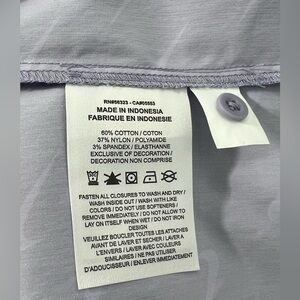 RN#56323 - CA#05553
MADE IN INDONESIA
FABRIQUE EN INDONESIE
60% COTTON / COTON
37% NYLON / POLYAMIDE
3% SPANDEX / ELASTHANNE
EXCLUSIVE OF DECORATION /
DECORATION NON COMPRISE
FASTEN ALL CLOSURES TO WASH AND DRY /
WASH INSIDE OUT / WASH WITH LIKE
COLORS / DO NOT USE SOFTENERS /
REMOVE IMMEDIATELY / DO NOT ALLOW TO
LAY ON ITSELF WHEN WET / DO NOT IRON
DESIGN
VEUILLEZ BOUCLER TOUTES LES ATTACHES
AVANT DE LAVER ET SECHER / LAVER A
L'ENVERS / LAVER AVEC COULEURS
SIMILAIRES / NE PAS UTILISER
D'ADOUCISSEUR / ENLEVER IMMEDIATEMENT